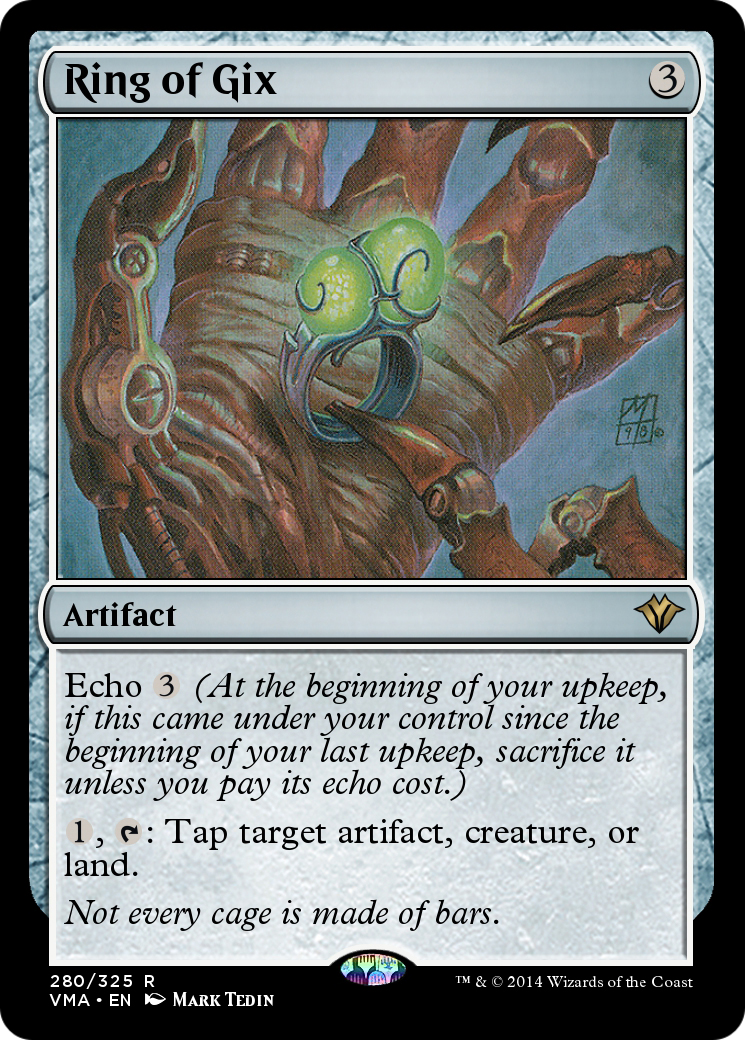 Ring of Gix 3
M
98
Artifact
Echo 3 (At the beginning of your upkeep,
if this came under your control since the
beginning of your last upkeep, sacrifice it
unless you pay its echo cost.)
1, : Tap target artifact, creature, or
land.
Not every cage is made of bars.
280/325 R
™ & © 2014 Wizards of the Coast
VMA • EN Mark Tedin